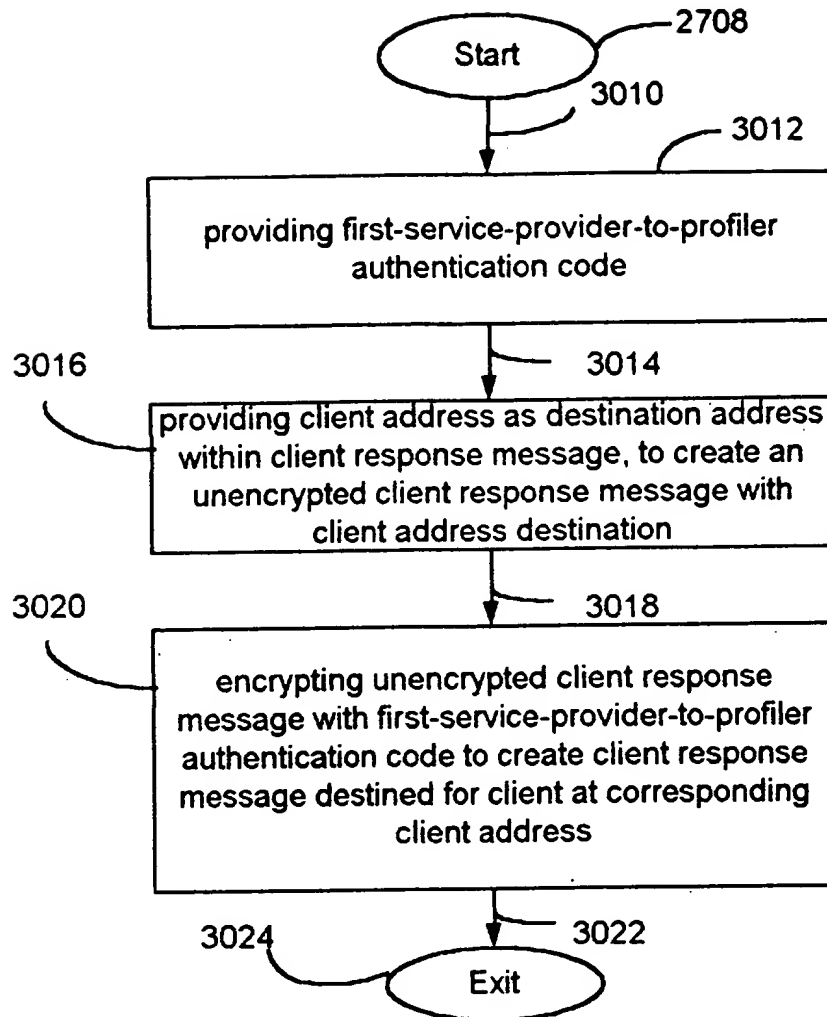 2708
Start
3010
3012
providing first-service-provider-to-profiler
authentication code
3016
3014
providing client address as destination address
within client response message, to create an
unencrypted client response message with
client address destination
3020
3018
encrypting unencrypted client response
message with first-service-provider-to-profiler
authentication code to create client response
message destined for client at corresponding
client address
3024
3022
Exit